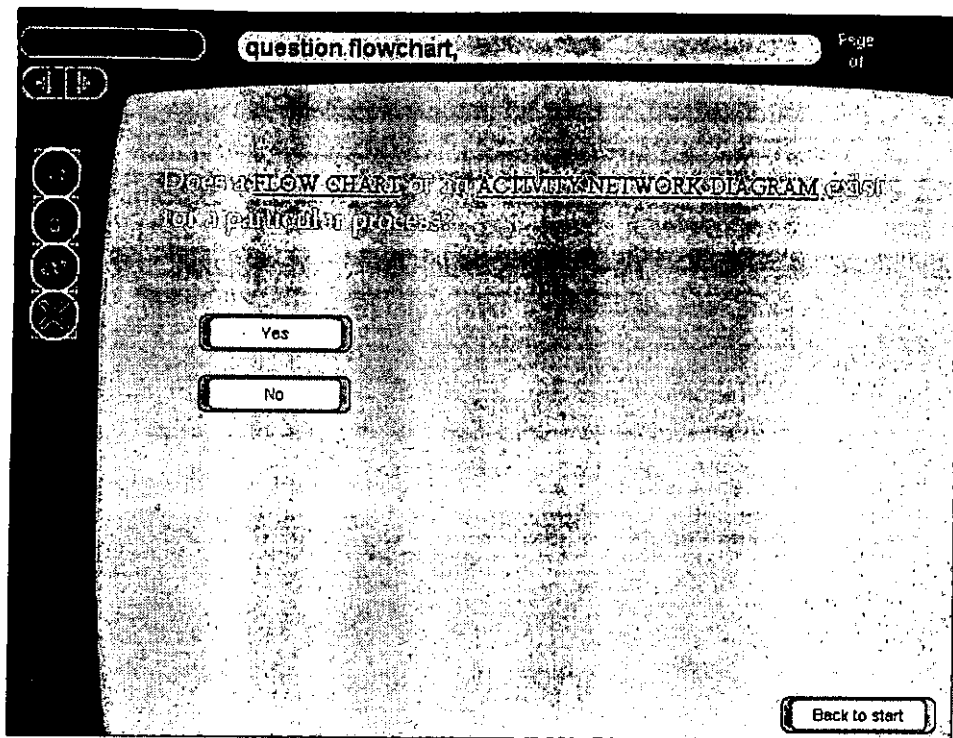 question.flowchart,
Page
of
Does a FLOW CHART or an ACTIVITY NETWORK DIAGRAM exist
for a particular process?
Yes
No
Back to start